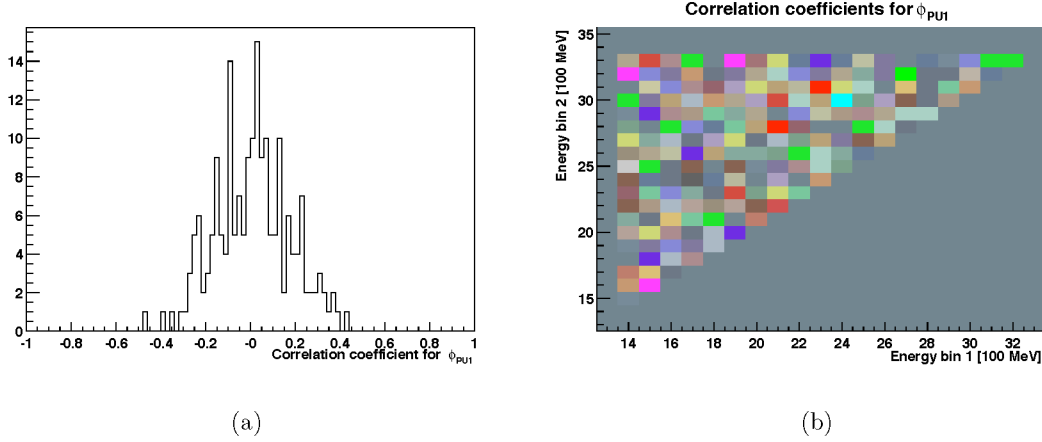 14
12
10
8
6
4
2
0
-1 -0.8 -0.6 -0.4 -0.2 -0 0.2 0.4 0.6 0.8 1
Correlation coefficient for ϕPU1
(a)
Correlation coefficients for ϕPU1
Energy bin 2 [100 MeV]
35
30
25
20
15
14 16 18 20 22 24 26 28 30 32
Energy bin 1 [100 MeV]
(b)